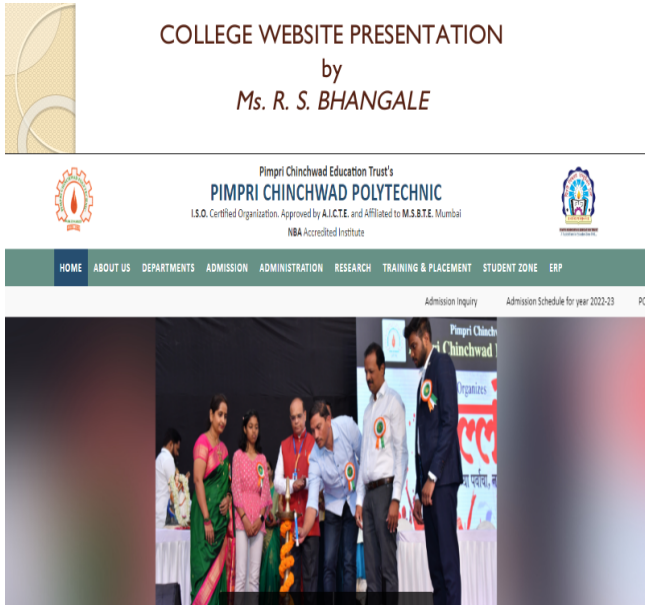 COLLEGE WEBSITE PRESENTATION
by
Ms. R. S. BHANGALE
Pimpri Chinchwad Education Trust's
PIMPRI CHINCHWAD POLYTECHNIC
I.S.O. Certified Organization. Approved by A.I.C.T.E. and Affiliated to M.S.B.T.E. Mumbai
NBA Accredited Institute
HOME ABOUT US DEPARTMENTS ADMISSION ADMINISTRATION RESEARCH TRAINING & PLACEMENT STUDENT ZONE ERP
Admission Inquiry Admission Schedule for year 2022-23
Pimpri Chinchw
i Chinchwad
Organizes